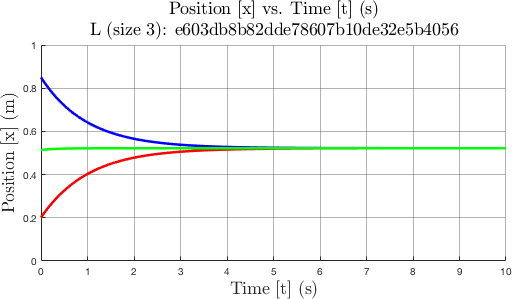 Position [x] vs. Time [t] (s)
L (size 3): e603db8b82dde78607b10de32e5b4056
Position [x] (m)
1
0.8
0.6
0.4
0.2
0
0 1 2 3 4 5 6 7 8 9 10
Time [t] (s)